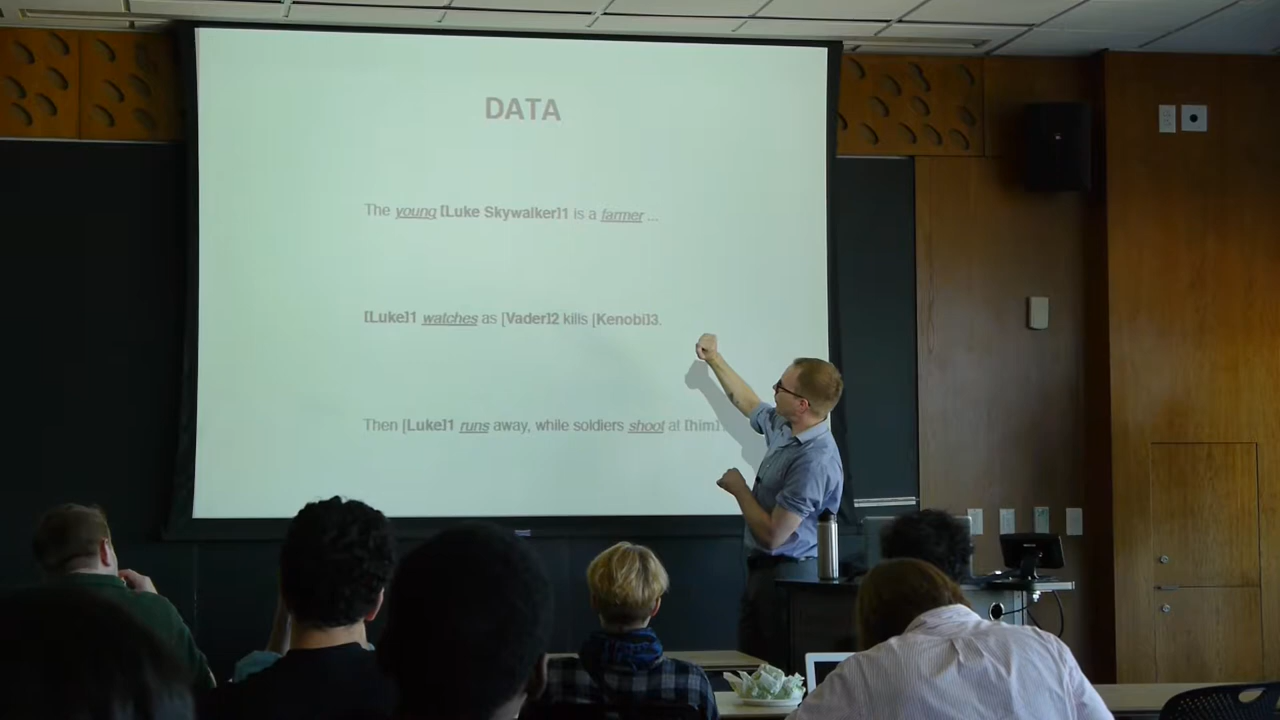 DATA
The young [Luke Skywalker]1 is a farmer ...
[Luke]1 watches as [Vader]2 kills [Kenobi]3.
Then [Luke]1 runs away, while soldiers shoot at [him]